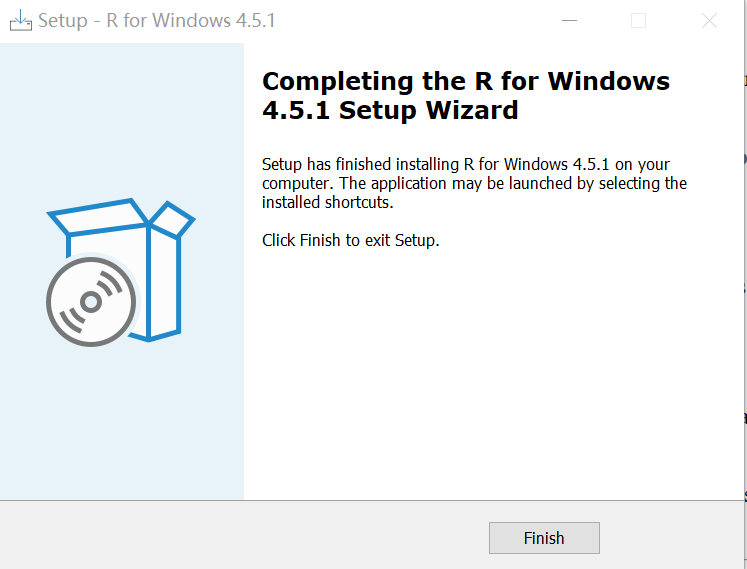 Setup - R for Windows 4.5.1
Completing the R for Windows
4.5.1 Setup Wizard
Setup has finished installing R for Windows 4.5.1 on your
computer. The application may be launched by selecting the
installed shortcuts.
Click Finish to exit Setup.
Finish